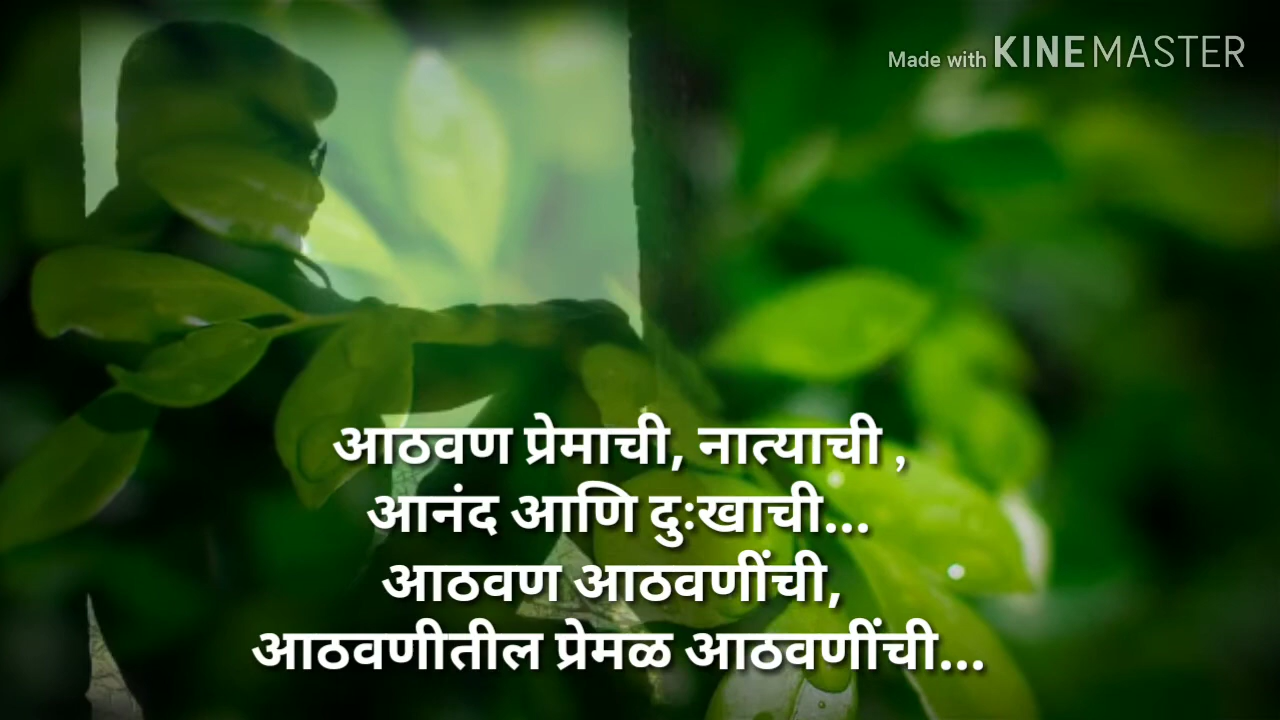 Made with KINEMASTER
आठवण प्रेमाची, नात्याची ,
आनंद आणि दुःखाची...
आठवण आठवणींची,
आठवणीतील प्रेमळ आठवणींची...